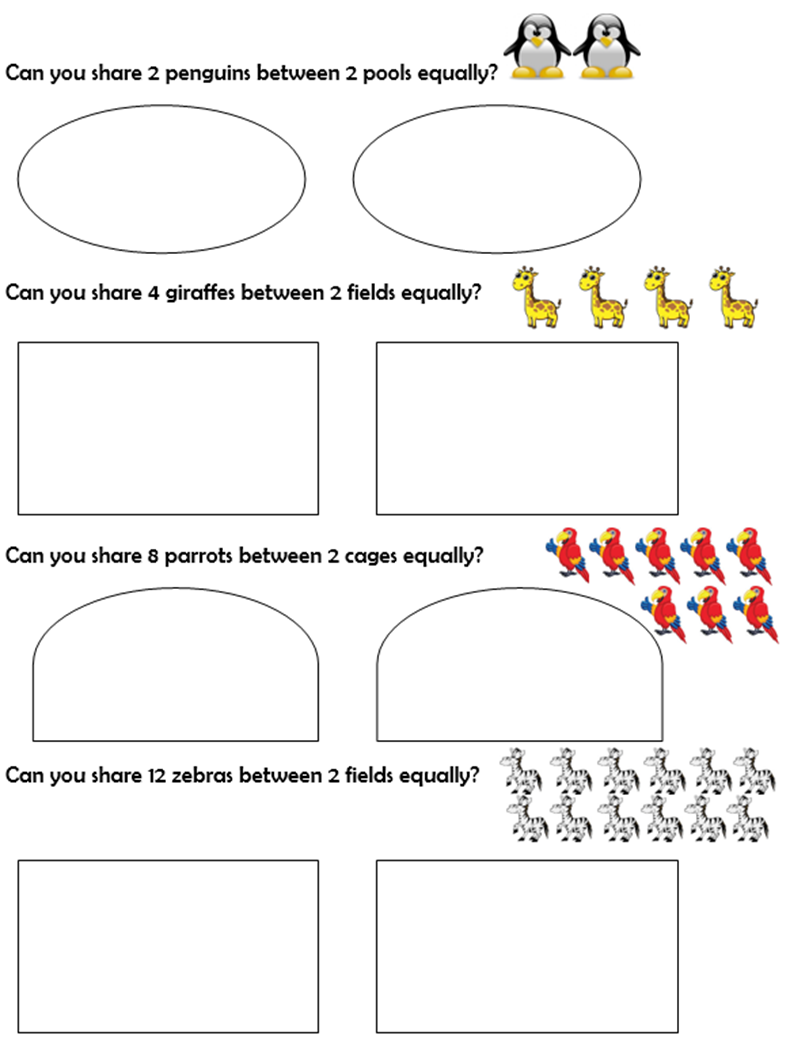 Can you share 2 penguins between 2 pools equally?
Can you share 4 giraffes between 2 fields equally?
Can you share 8 parrots between 2 cages equally?
Can you share 12 zebras between 2 fields equally?